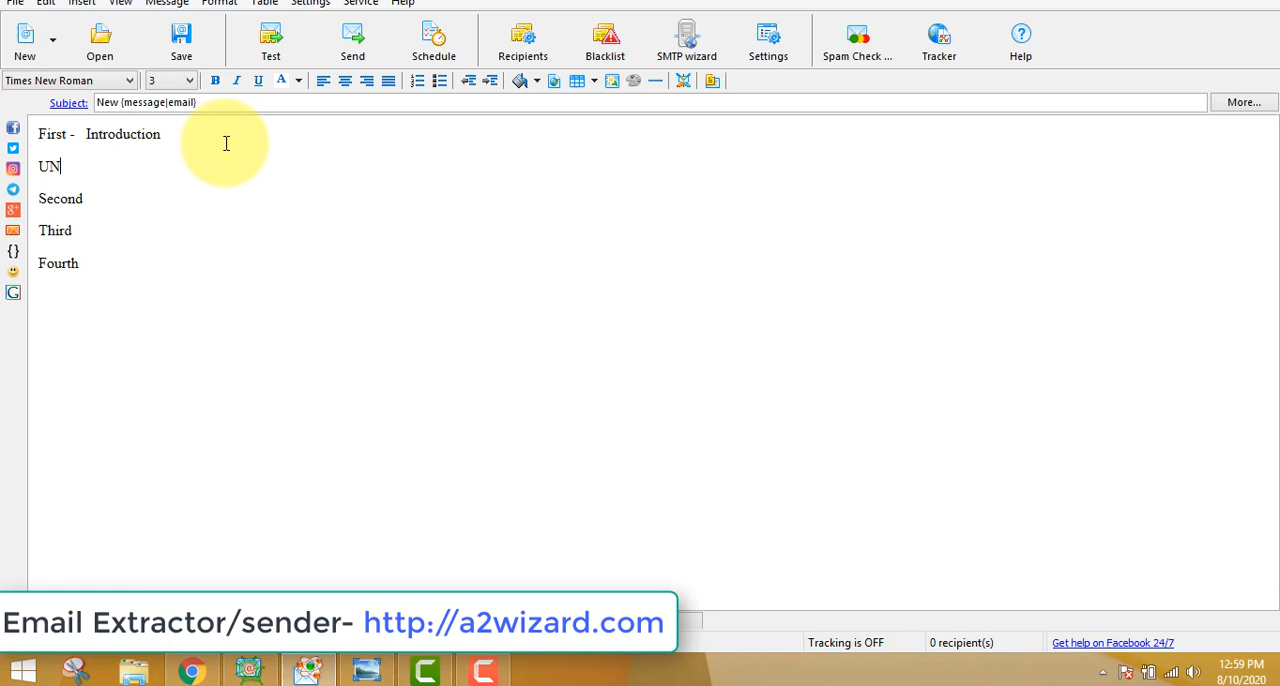 File Edit Insert View Message Format Table Settings Service Help
New Open Save Test Send Schedule Recipients Blacklist SMTP wizard Settings Spam Check ... Tracker Help
Times New Roman 3 B I U A
Subject: New {message|email} More...
First - Introduction
UN
Second
Third
Fourth
Email Extractor/sender- http://a2wizard.com
Tracking is OFF 0 recipient(s) Get help on Facebook 24/7
12:59 PM
8/10/2020